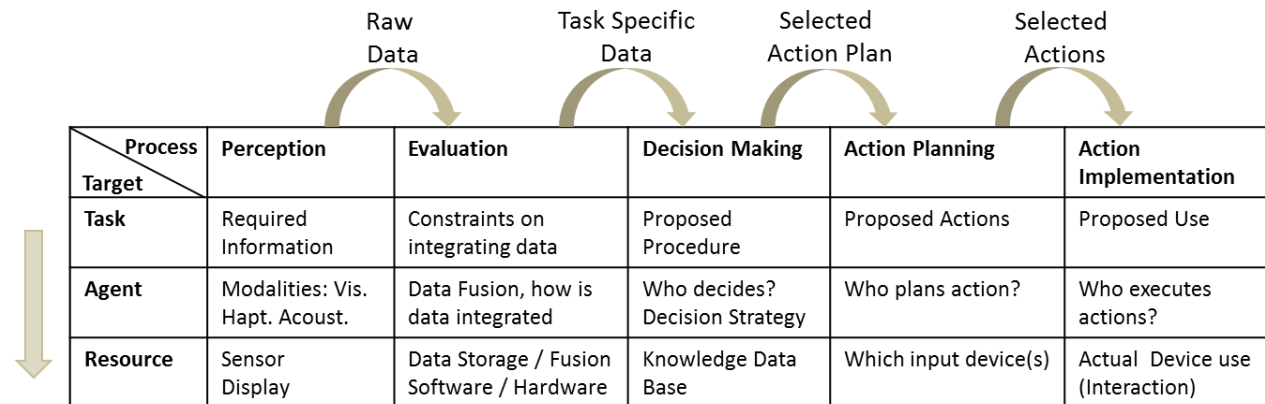 Raw
Data
Task Specific
Data
Selected
Action Plan
Selected
Actions
Process
Target
Perception
Evaluation
Decision Making
Action Planning
Action
Implementation
Task
Required
Information
Constraints on
integrating data
Proposed
Procedure
Proposed Actions
Proposed Use
Agent
Modalities: Vis.
Hapt. Acoust.
Data Fusion, how is
data integrated
Who decides?
Decision Strategy
Who plans action?
Who executes
actions?
Resource
Sensor
Display
Data Storage / Fusion
Software / Hardware
Knowledge Data
Base
Which input device(s)
Actual Device use
(Interaction)